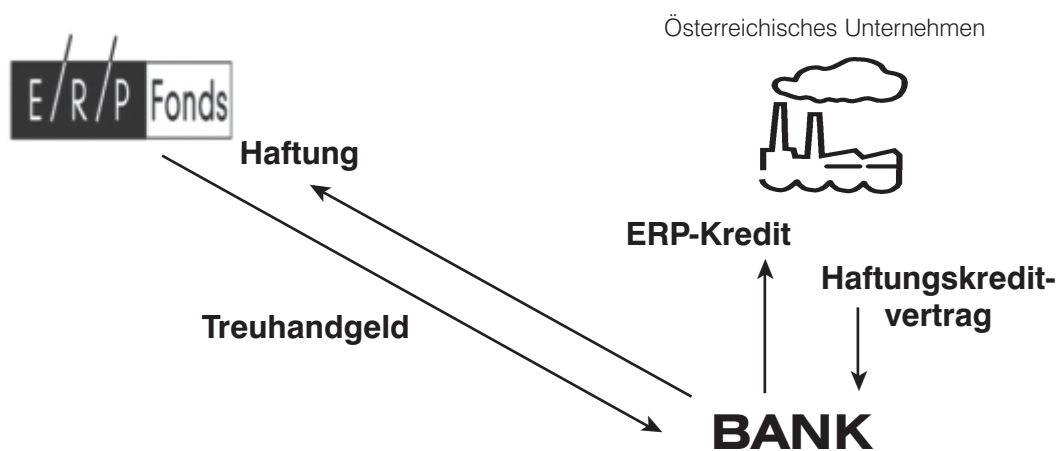 Österreichisches Unternehmen
E/R/P Fonds
Haftung
ERP-Kredit
Haftungskredit-
vertrag
Treuhandgeld
BANK